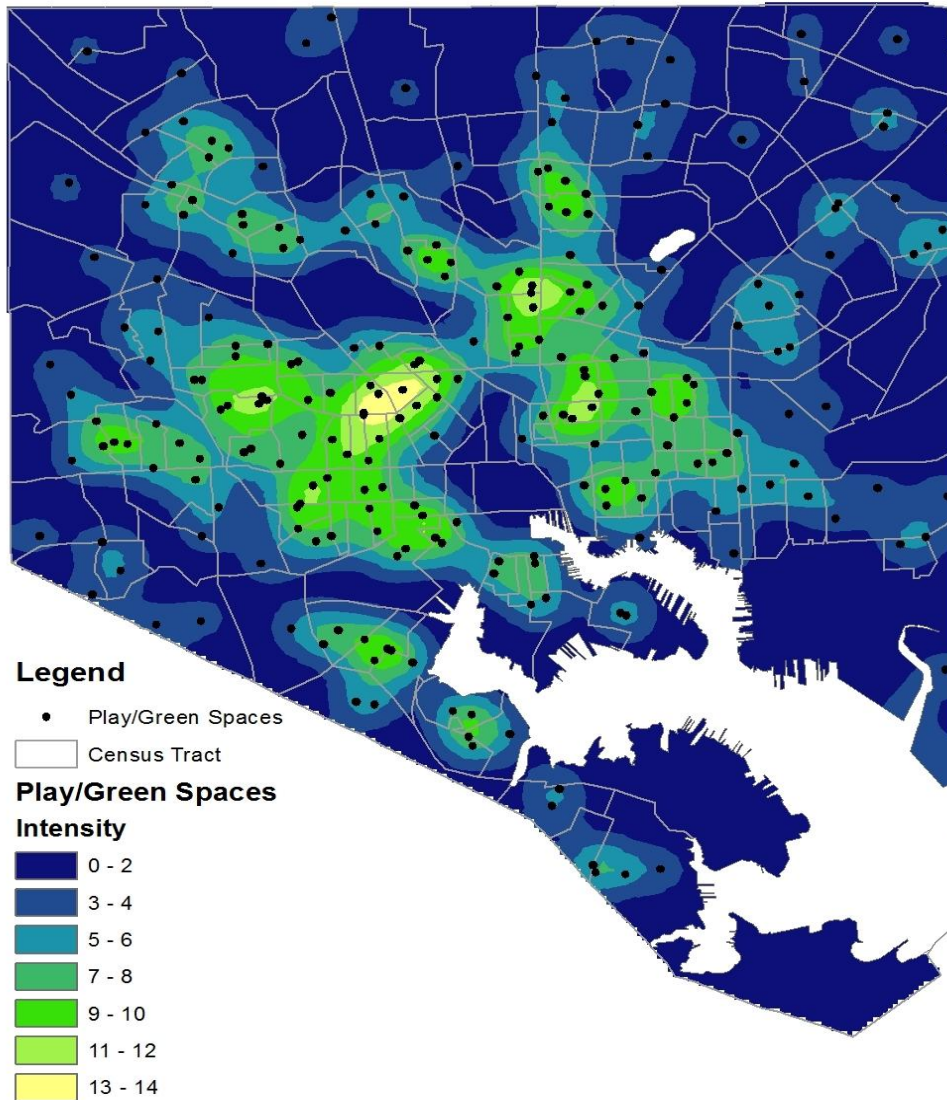 Legend
Play/Green Spaces
Census Tract
Play/Green Spaces
Intensity
0 - 2
3 - 4
5 - 6
7 - 8
9 - 10
11 - 12
13 - 14